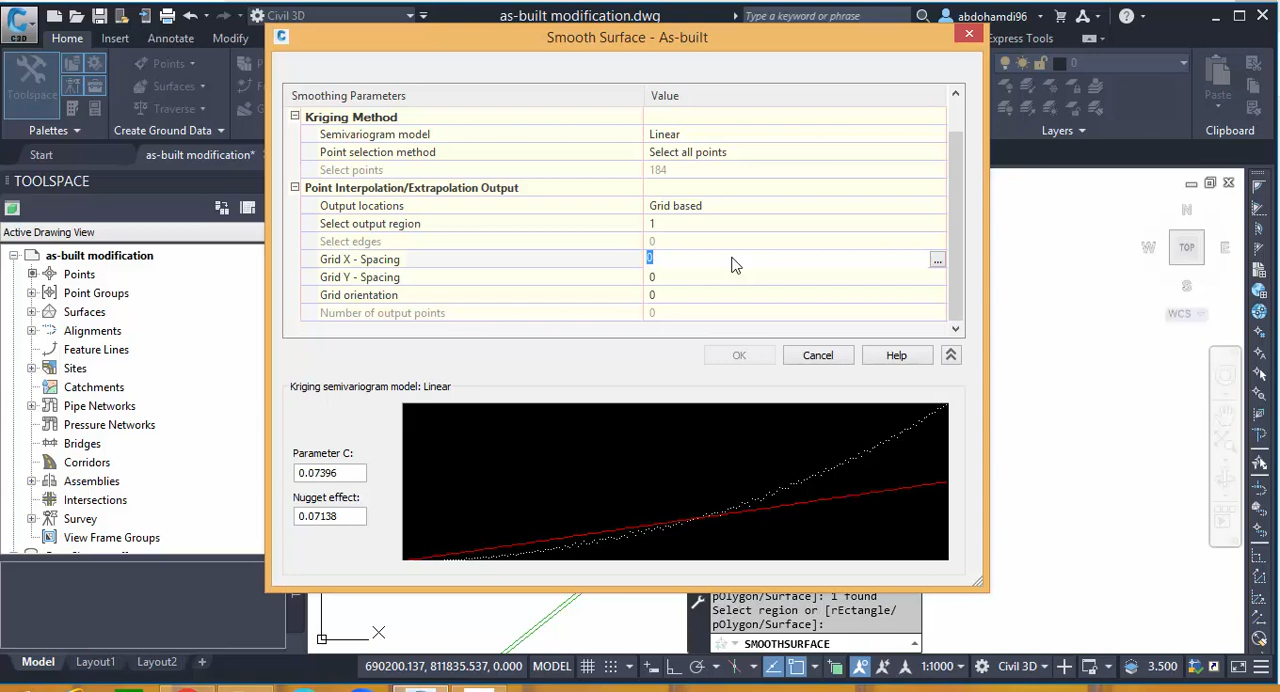 Civil 3D
as-built modification.dwg
Type a keyword or phrase
abdohamdi96
C3D
Home
Insert
Annotate
Modify
Express Tools
Smooth Surface - As-built
Toolspace
Points
Surfaces
Traverse
Palettes
Create Ground Data
0
Paste
Layers
Clipboard
Start
as-built modification*
TOOLSPACE
Active Drawing View
as-built modification
Points
Point Groups
Surfaces
Alignments
Feature Lines
Sites
Catchments
Pipe Networks
Pressure Networks
Bridges
Corridors
Assemblies
Intersections
Survey
View Frame Groups
Smoothing Parameters Value
Kriging Method
Semivariogram model Linear
Point selection method Select all points
Select points 184
Point Interpolation/Extrapolation Output
Output locations Grid based
Select output region 1
Select edges 0
Grid X - Spacing 0 ...
Grid Y - Spacing 0
Grid orientation 0
Number of output points 0
OK Cancel Help
Kriging semivariogram model: Linear
Parameter C:
0.07396
Nugget effect:
0.07138
N
W TOP E
S
WCS
X
pOlygon/Surface]: 1 found
Select region or [rEctangle/
pOlygon/Surface]:
SMOOTHSURFACE
Model Layout1 Layout2 +
690200.137, 811835.537, 0.000 MODEL 1:1000 Civil 3D 3.500